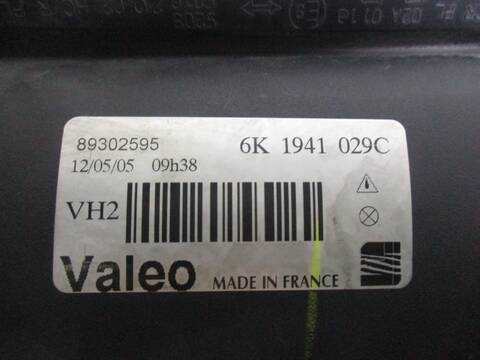 89302595
6K 1941 029C
12/05/05 09h38
VH2
Valeo
MADE IN FRANCE